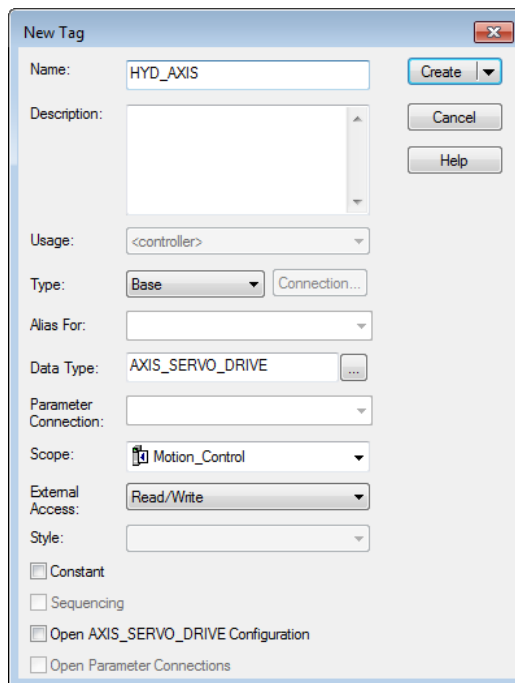 New Tag
Name: HYD_AXIS Create
Description: Cancel
Help
Usage: <controller>
Type: Base Connection...
Alias For:
Data Type: AXIS_SERVO_DRIVE ...
Parameter
Connection:
Scope: Motion_Control
External
Access: Read/Write
Style:
Constant
Sequencing
Open AXIS_SERVO_DRIVE Configuration
Open Parameter Connections